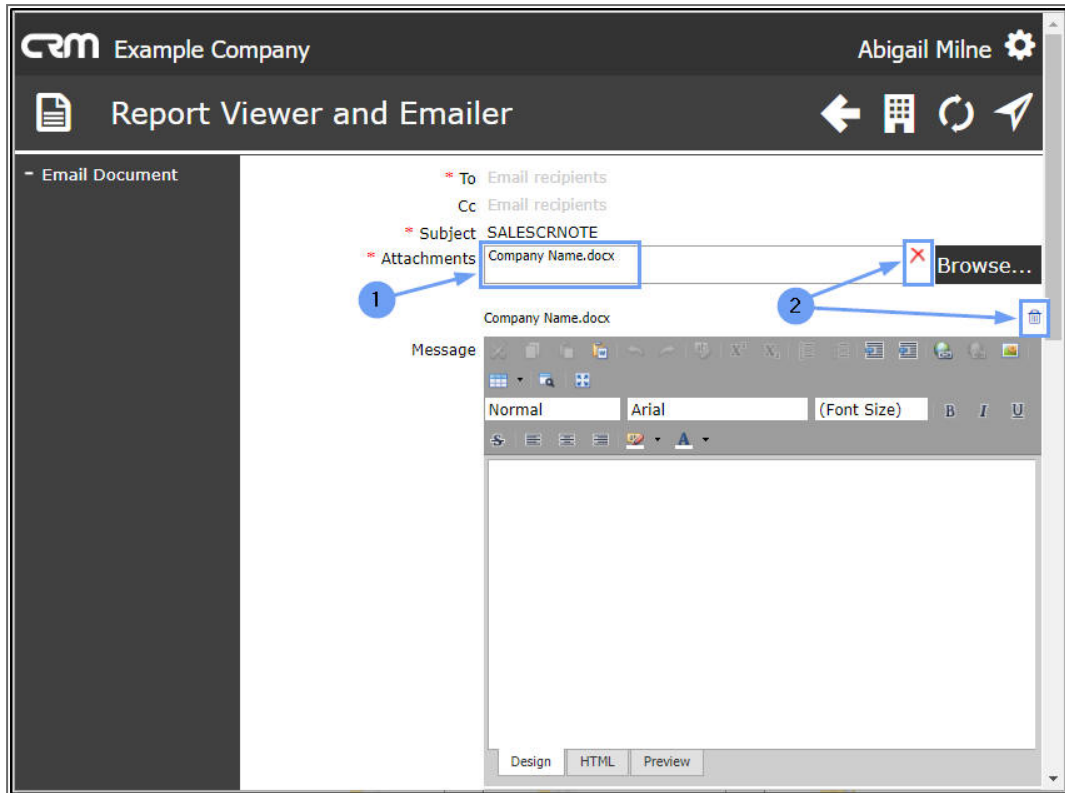 CRM Example Company
Abigail Milne
Report Viewer and Emailer
- Email Document
* To Email recipients
Cc Email recipients
* Subject SALESCRNOTE
* Attachments Company Name.docx
Browse...
1
2
Company Name.docx
Message
Normal Arial (Font Size) B I U
S A
Design HTML Preview